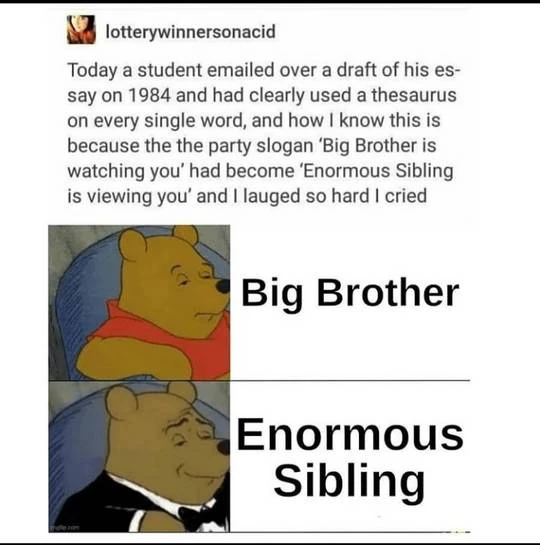 lotterywinnersonacid
Today a student emailed over a draft of his es-
say on 1984 and had clearly used a thesaurus
on every single word, and how I know this is
because the the party slogan ‘Big Brother is
watching you’ had become ‘Enormous Sibling
is viewing you’ and I lauged so hard I cried
Big Brother
Enormous
Sibling
imgflip.com